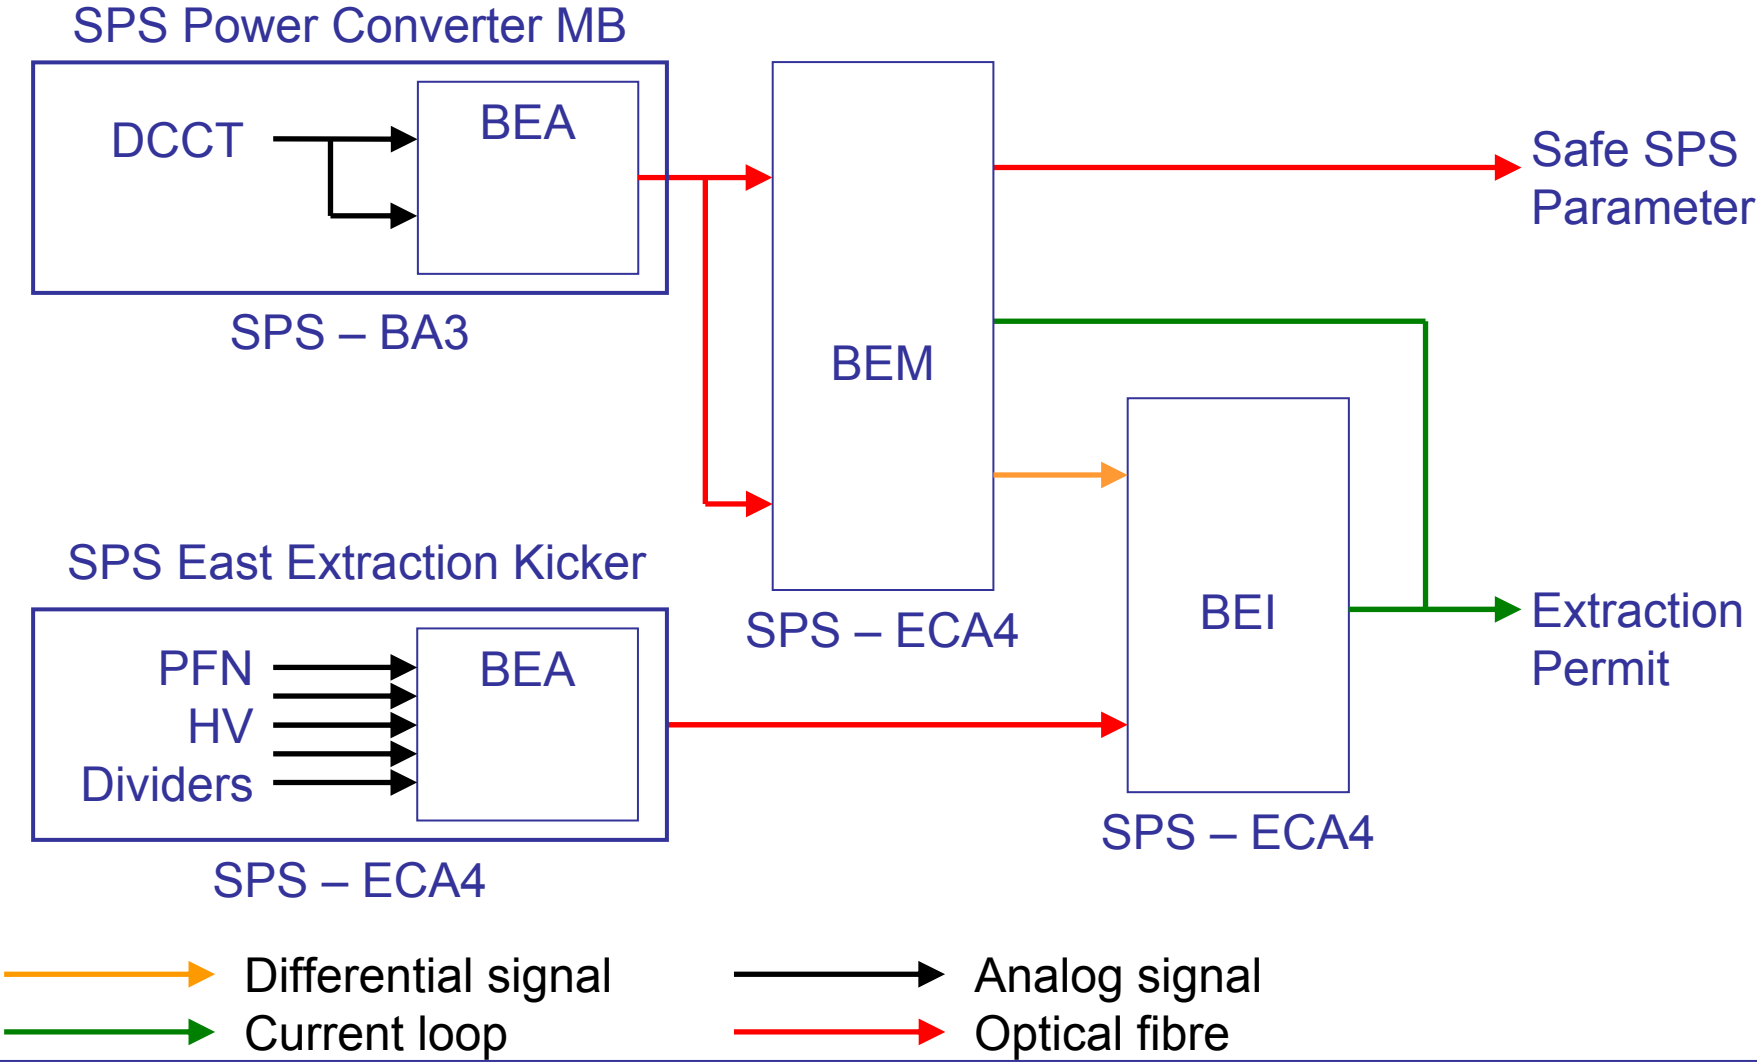 SPS Power Converter MB
DCCT
BEA
SPS – BA3
BEM
SPS – ECA4
Safe SPS
Parameter
SPS East Extraction Kicker
PFN
HV
Dividers
BEA
SPS – ECA4
BEI
SPS – ECA4
Extraction
Permit
Differential signal
Analog signal
Current loop
Optical fibre